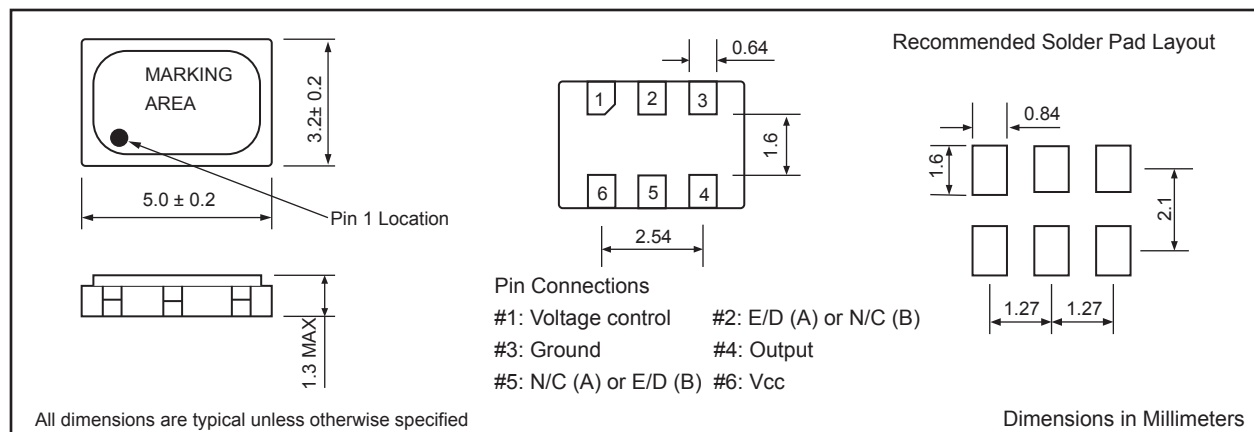 MARKING
AREA
3.2± 0.2
5.0 ± 0.2
Pin 1 Location
1.3 MAX
All dimensions are typical unless otherwise specified
0.64
1 2 3
1.6
6 5 4
2.54
Pin Connections
#1: Voltage control #2: E/D (A) or N/C (B)
#3: Ground #4: Output
#5: N/C (A) or E/D (B) #6: Vcc
Recommended Solder Pad Layout
0.84
1.6
2.1
1.27 1.27
Dimensions in Millimeters